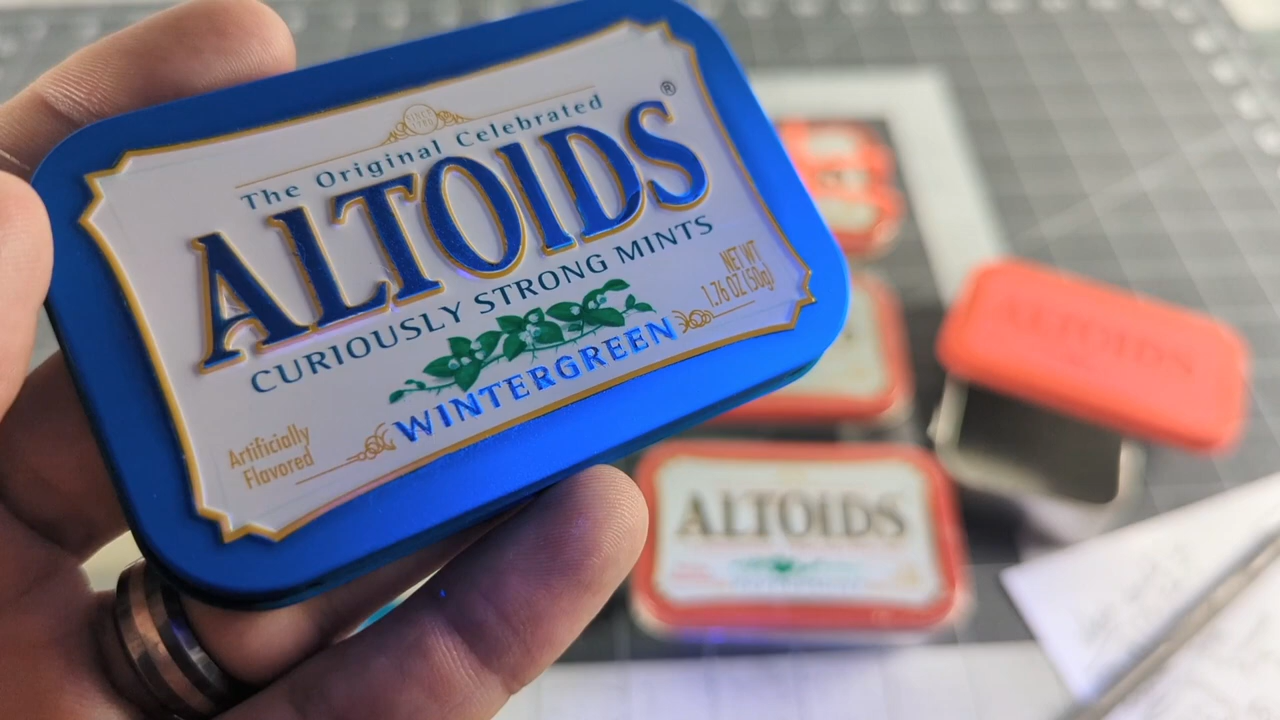 SINCE
1780
The Original Celebrated
ALTOIDS®
CURIOUSLY STRONG MINTS
NET WT
1.76 OZ (50g)
WINTERGREEN
Artificially
Flavored
ALTOIDS
ALTOIDS